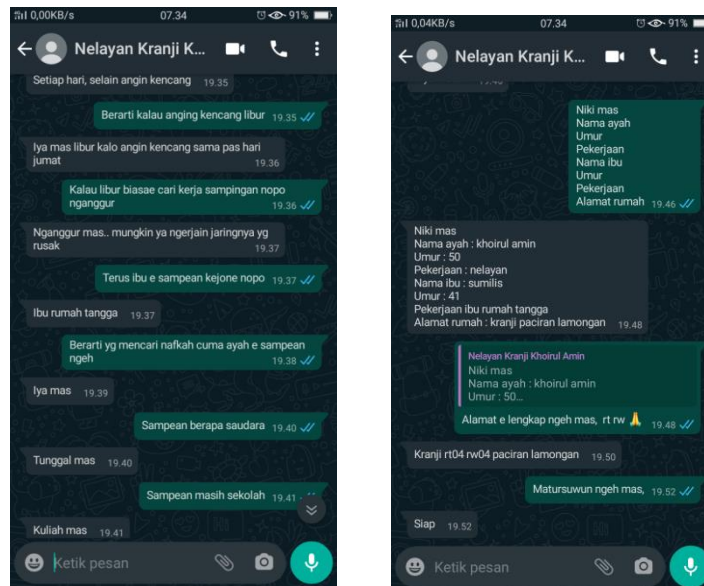 0,00KB/s 07.34 91%
Nelayan Kranji K...
Setiap hari, selain angin kencang 19.35
Berarti kalau anging kencang libur 19.35
Iya mas libur kalo angin kencang sama pas hari
jumat 19.36
Kalau libur biasae cari kerja sampingan nopo
nganggur 19.36
Nganggur mas.. mungkin ya ngerjain jaringnya yg
rusak 19.37
Terus ibu e sampean kejone nopo 19.37
Ibu rumah tangga 19.37
Berarti yg mencari nafkah cuma ayah e sampean
ngeh 19.38
Iya mas 19.39
Sampean berapa saudara 19.40
Tunggal mas 19.40
Sampean masih sekolah 19.41
Kuliah mas 19.41
Ketik pesan
0,04KB/s 07.34 91%
Nelayan Kranji K...
Niki mas
Nama ayah
Umur
Pekerjaan
Nama ibu
Umur
Pekerjaan
Alamat rumah 19.46
Niki mas
Nama ayah : khoirul amin
Umur : 50
Pekerjaan : nelayan
Nama ibu : sumilis
Umur : 41
Pekerjaan ibu rumah tangga
Alamat rumah : kranji paciran lamongan 19.48
Nelayan Kranji Khoirul Amin
Niki mas
Nama ayah : khoirul amin
Umur : 50...
Alamat e lengkap ngeh mas, rt rw 🙏 19.48
Kranji rt04 rw04 paciran lamongan 19.50
Matursuwun ngeh mas, 19.52
Siap 19.52
Ketik pesan